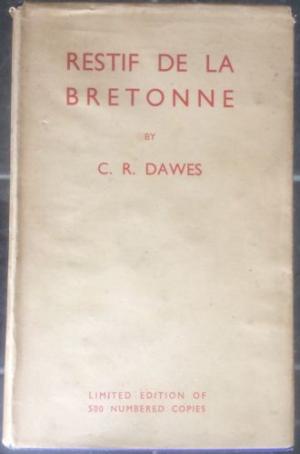 RESTIF DE LA
BRETONNE
BY
C. R. DAWES
LIMITED EDITION OF
500 NUMBERED COPIES